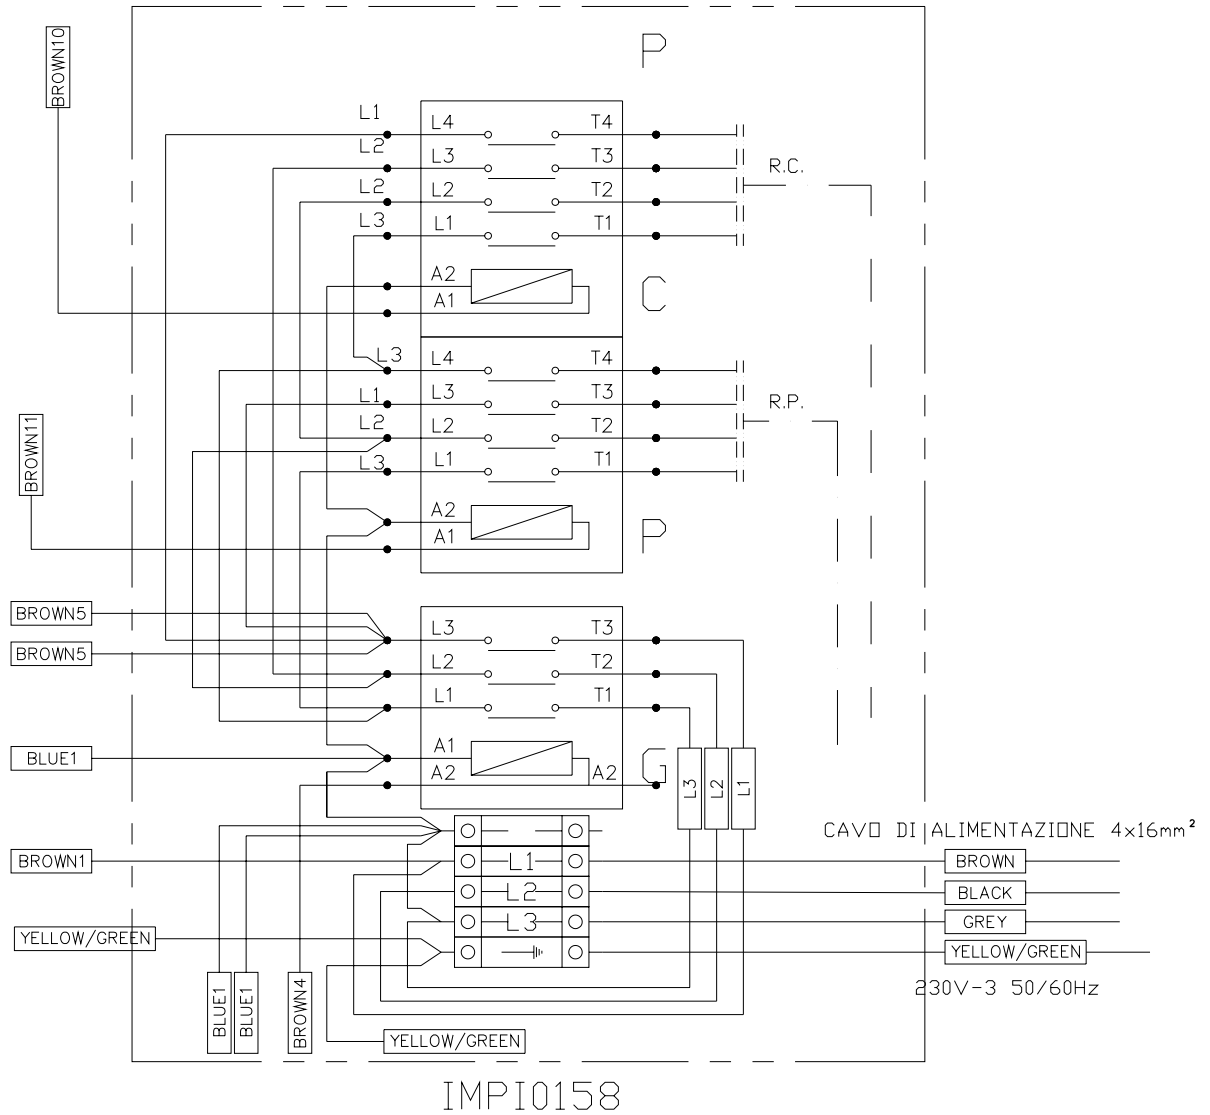 P
BROWN10
L1
L4
T4
L2
L3
T3
R.C.
L2
L2
T2
L3
L1
T1
A2
A1
C
L3
L4
T4
L1
L3
T3
R.P.
L2
L2
T2
BROWN11
L3
L1
T1
A2
A1
P
BROWN5
L3
T3
BROWN5
L2
T2
L1
T1
BLUE1
A1
A2
A2
G
L3
L2
L1
CAVO DI ALIMENTAZIONE 4x16mm²
BROWN1
L1
BROWN
L2
BLACK
L3
GREY
YELLOW/GREEN
YELLOW/GREEN
230V-3 50/60Hz
BLUE1
BLUE1
BROWN4
YELLOW/GREEN
IMPI0158